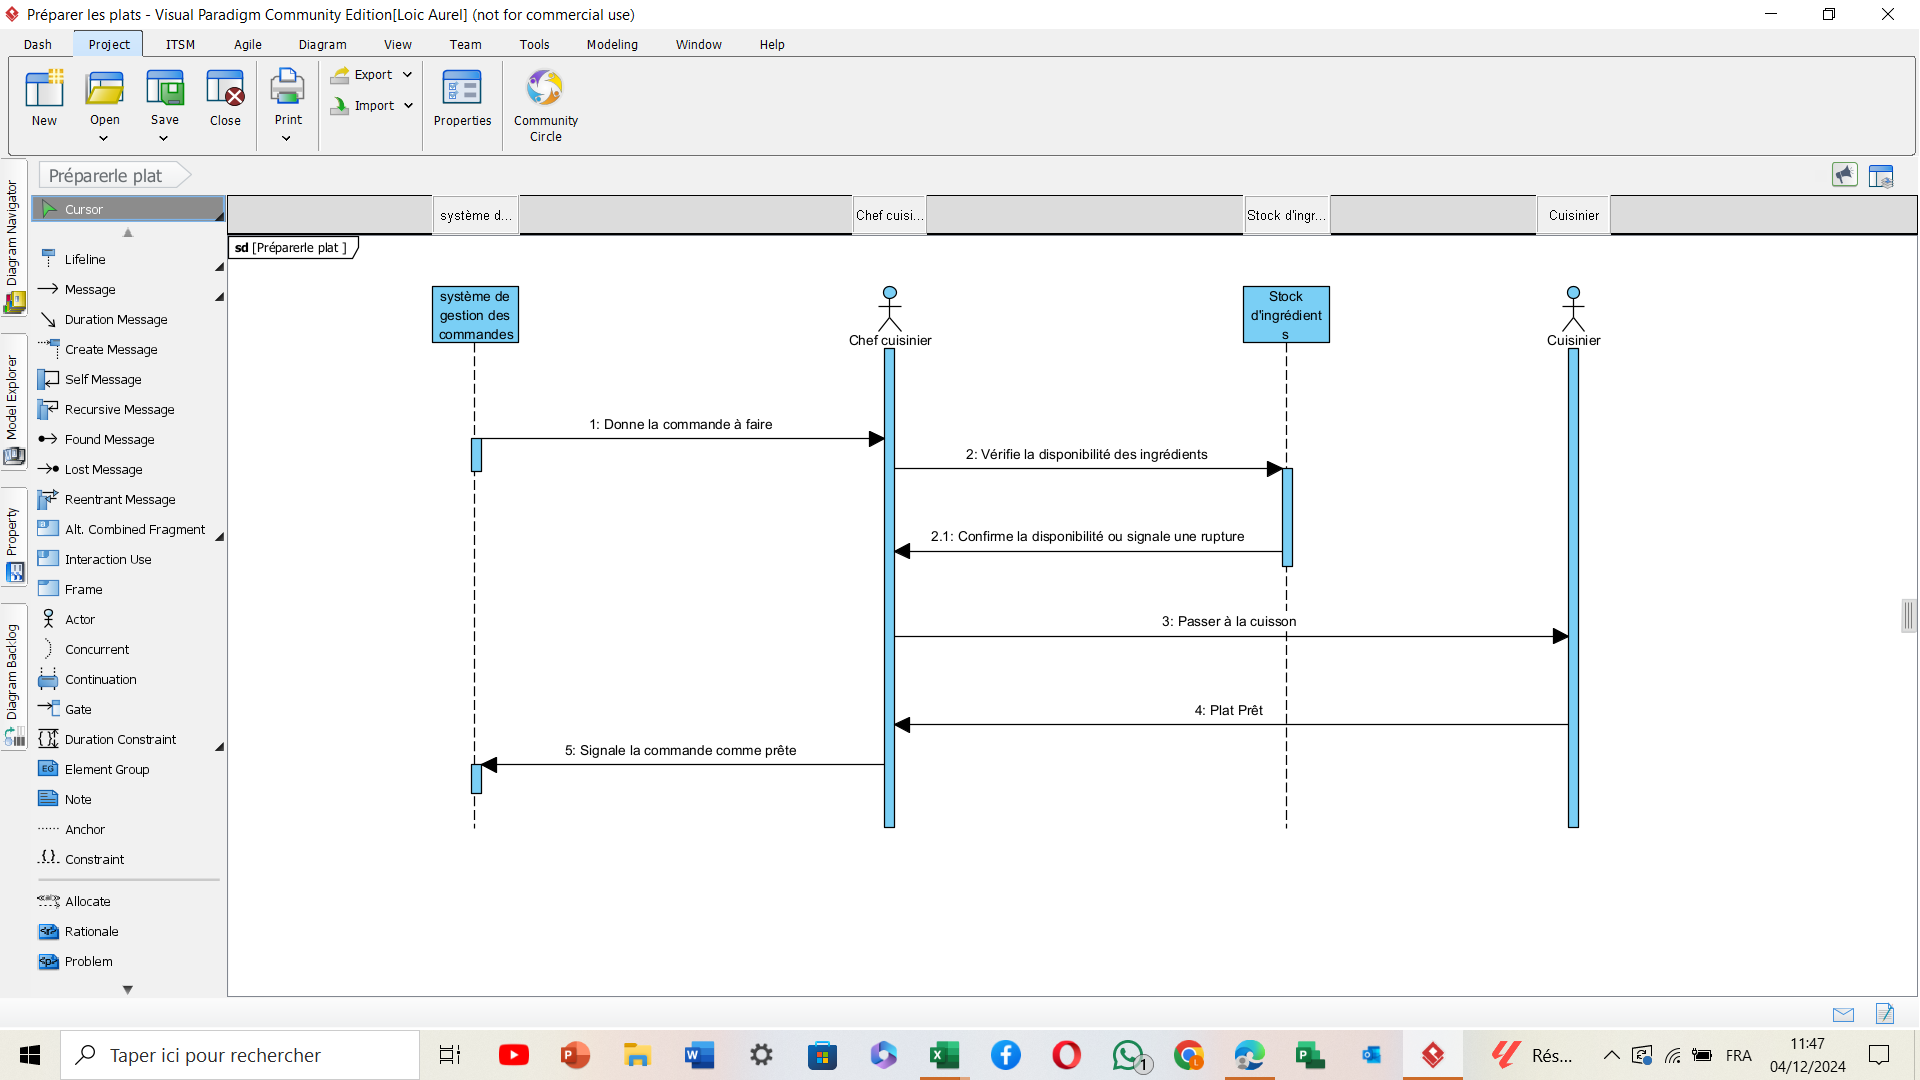 Préparer les plats - Visual Paradigm Community Edition[Loic Aurel] (not for commercial use)
Dash Project ITSM Agile Diagram View Team Tools Modeling Window Help
New
Open
Save
Close
Print
Export
Import
Properties
Community
Circle
Diagram Navigator
Model Explorer
Property
Diagram Backlog
Préparerle plat
Cursor
Lifeline
Message
Duration Message
Create Message
Self Message
Recursive Message
Found Message
Lost Message
Reentrant Message
Alt. Combined Fragment
Interaction Use
Frame
Actor
Concurrent
Continuation
Gate
Duration Constraint
EG Element Group
Note
Anchor
Constraint
Allocate
Rationale
Problem
système d... Chef cuisi... Stock d'ingr... Cuisinier
sd [Préparerle plat ]
système de
gestion des
commandes
Chef cuisinier
Stock
d'ingrédient
s
Cuisinier
1: Donne la commande à faire
2: Vérifie la disponibilité des ingrédients
2.1: Confirme la disponibilité ou signale une rupture
3: Passer à la cuisson
4: Plat Prêt
5: Signale la commande comme prête
Taper ici pour rechercher
1
Rés...
FRA
11:47
04/12/2024